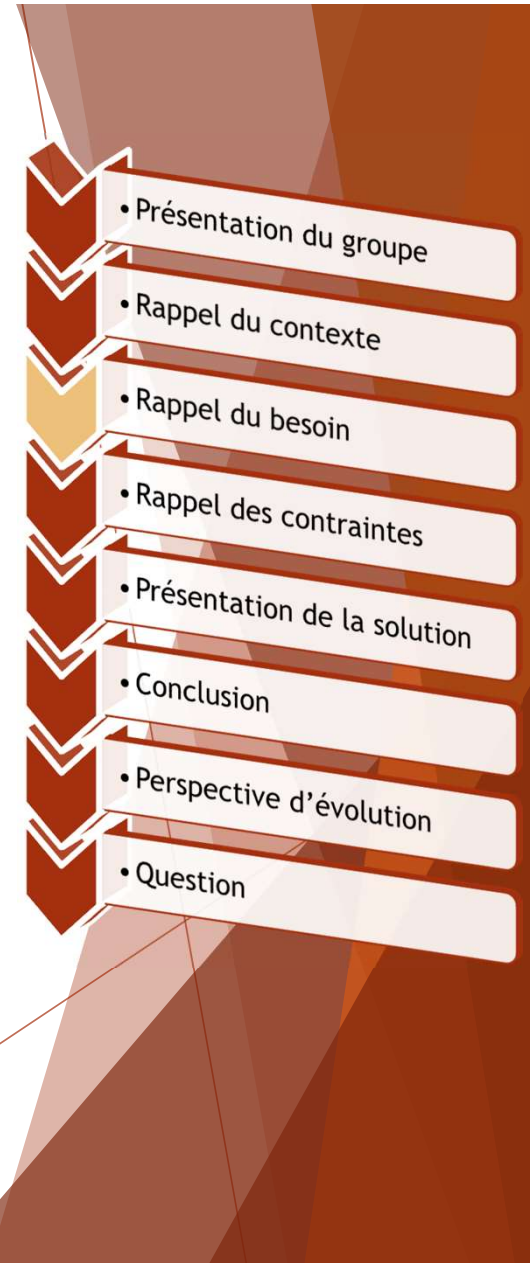 • Présentation du groupe
• Rappel du contexte
• Rappel du besoin
• Rappel des contraintes
• Présentation de la solution
• Conclusion
• Perspective d’évolution
• Question